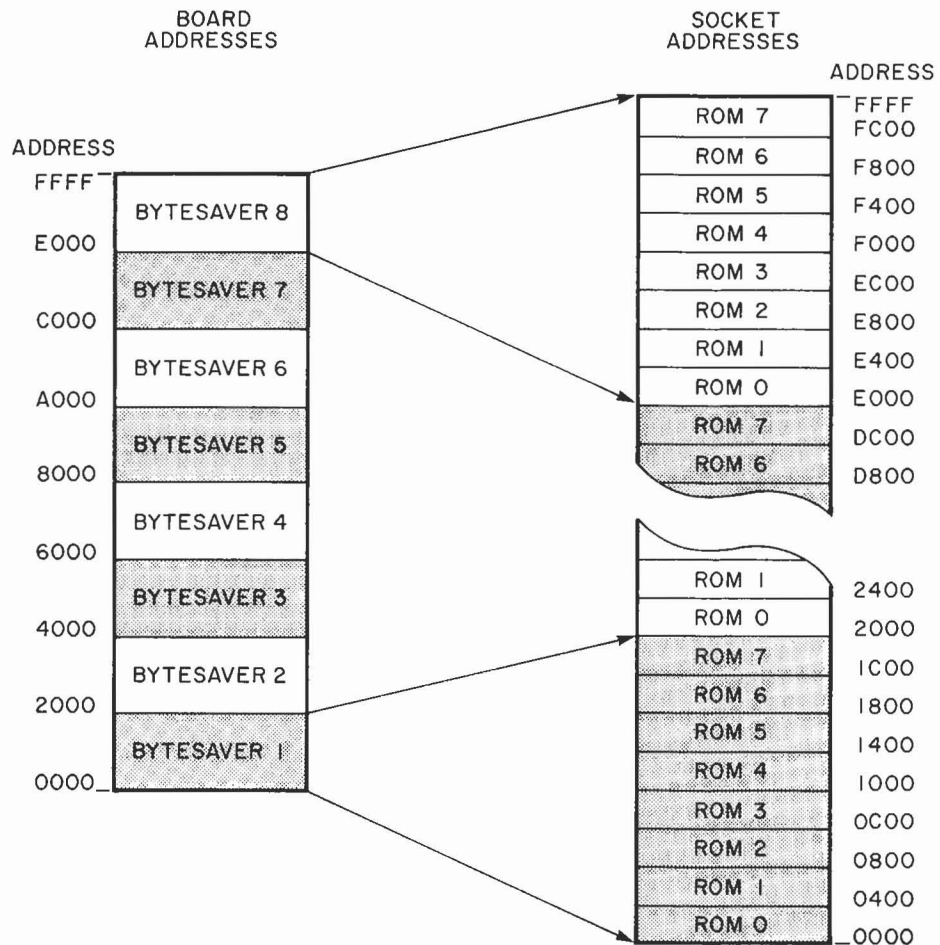 BOARD
ADDRESSES
ADDRESS
FFFF
BYTESAVER 8
E000
BYTESAVER 7
C000
BYTESAVER 6
A000
BYTESAVER 5
8000
BYTESAVER 4
6000
BYTESAVER 3
4000
BYTESAVER 2
2000
BYTESAVER 1
0000
SOCKET
ADDRESSES
ADDRESS
FFFF
ROM 7
FC00
ROM 6
F800
ROM 5
F400
ROM 4
F000
ROM 3
EC00
ROM 2
E800
ROM 1
E400
ROM 0
E000
ROM 7
DC00
ROM 6
D800
ROM 1
2400
ROM 0
2000
ROM 7
1C00
ROM 6
1800
ROM 5
1400
ROM 4
1000
ROM 3
0C00
ROM 2
0800
ROM 1
0400
ROM 0
0000